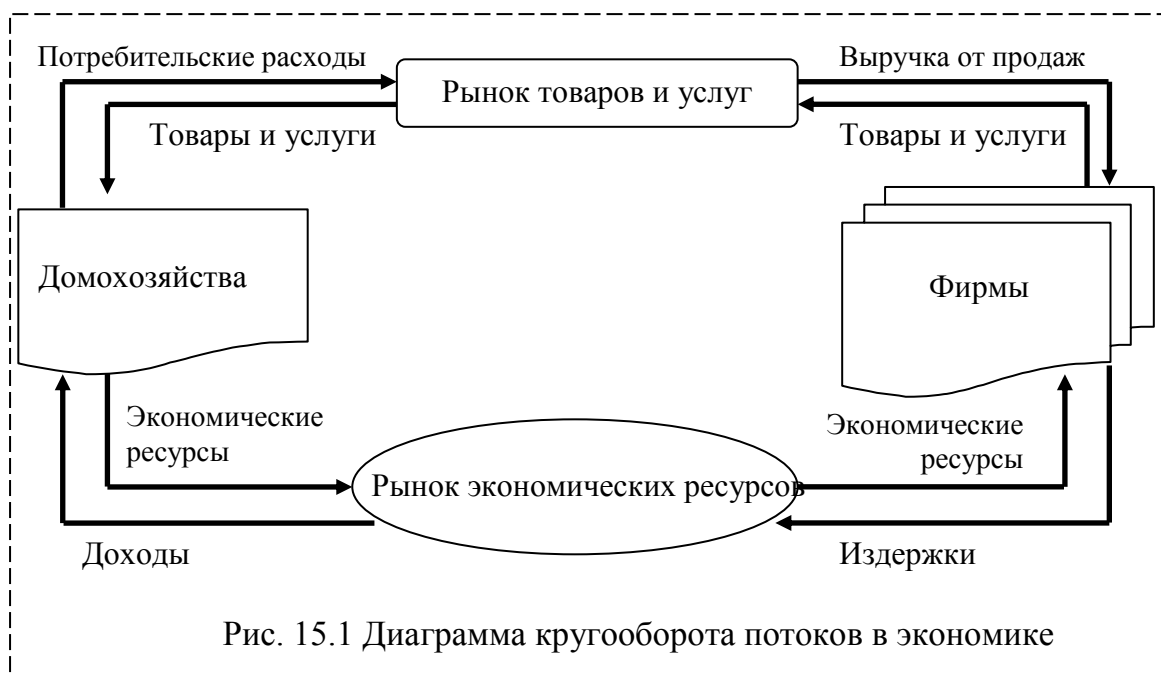 Потребительские расходы
Выручка от продаж
Рынок товаров и услуг
Товары и услуги
Товары и услуги
Домохозяйства
Фирмы
Экономические
ресурсы
Экономические
ресурсы
Рынок экономических ресурсов
Доходы
Издержки
Рис. 15.1 Диаграмма кругооборота потоков в экономике